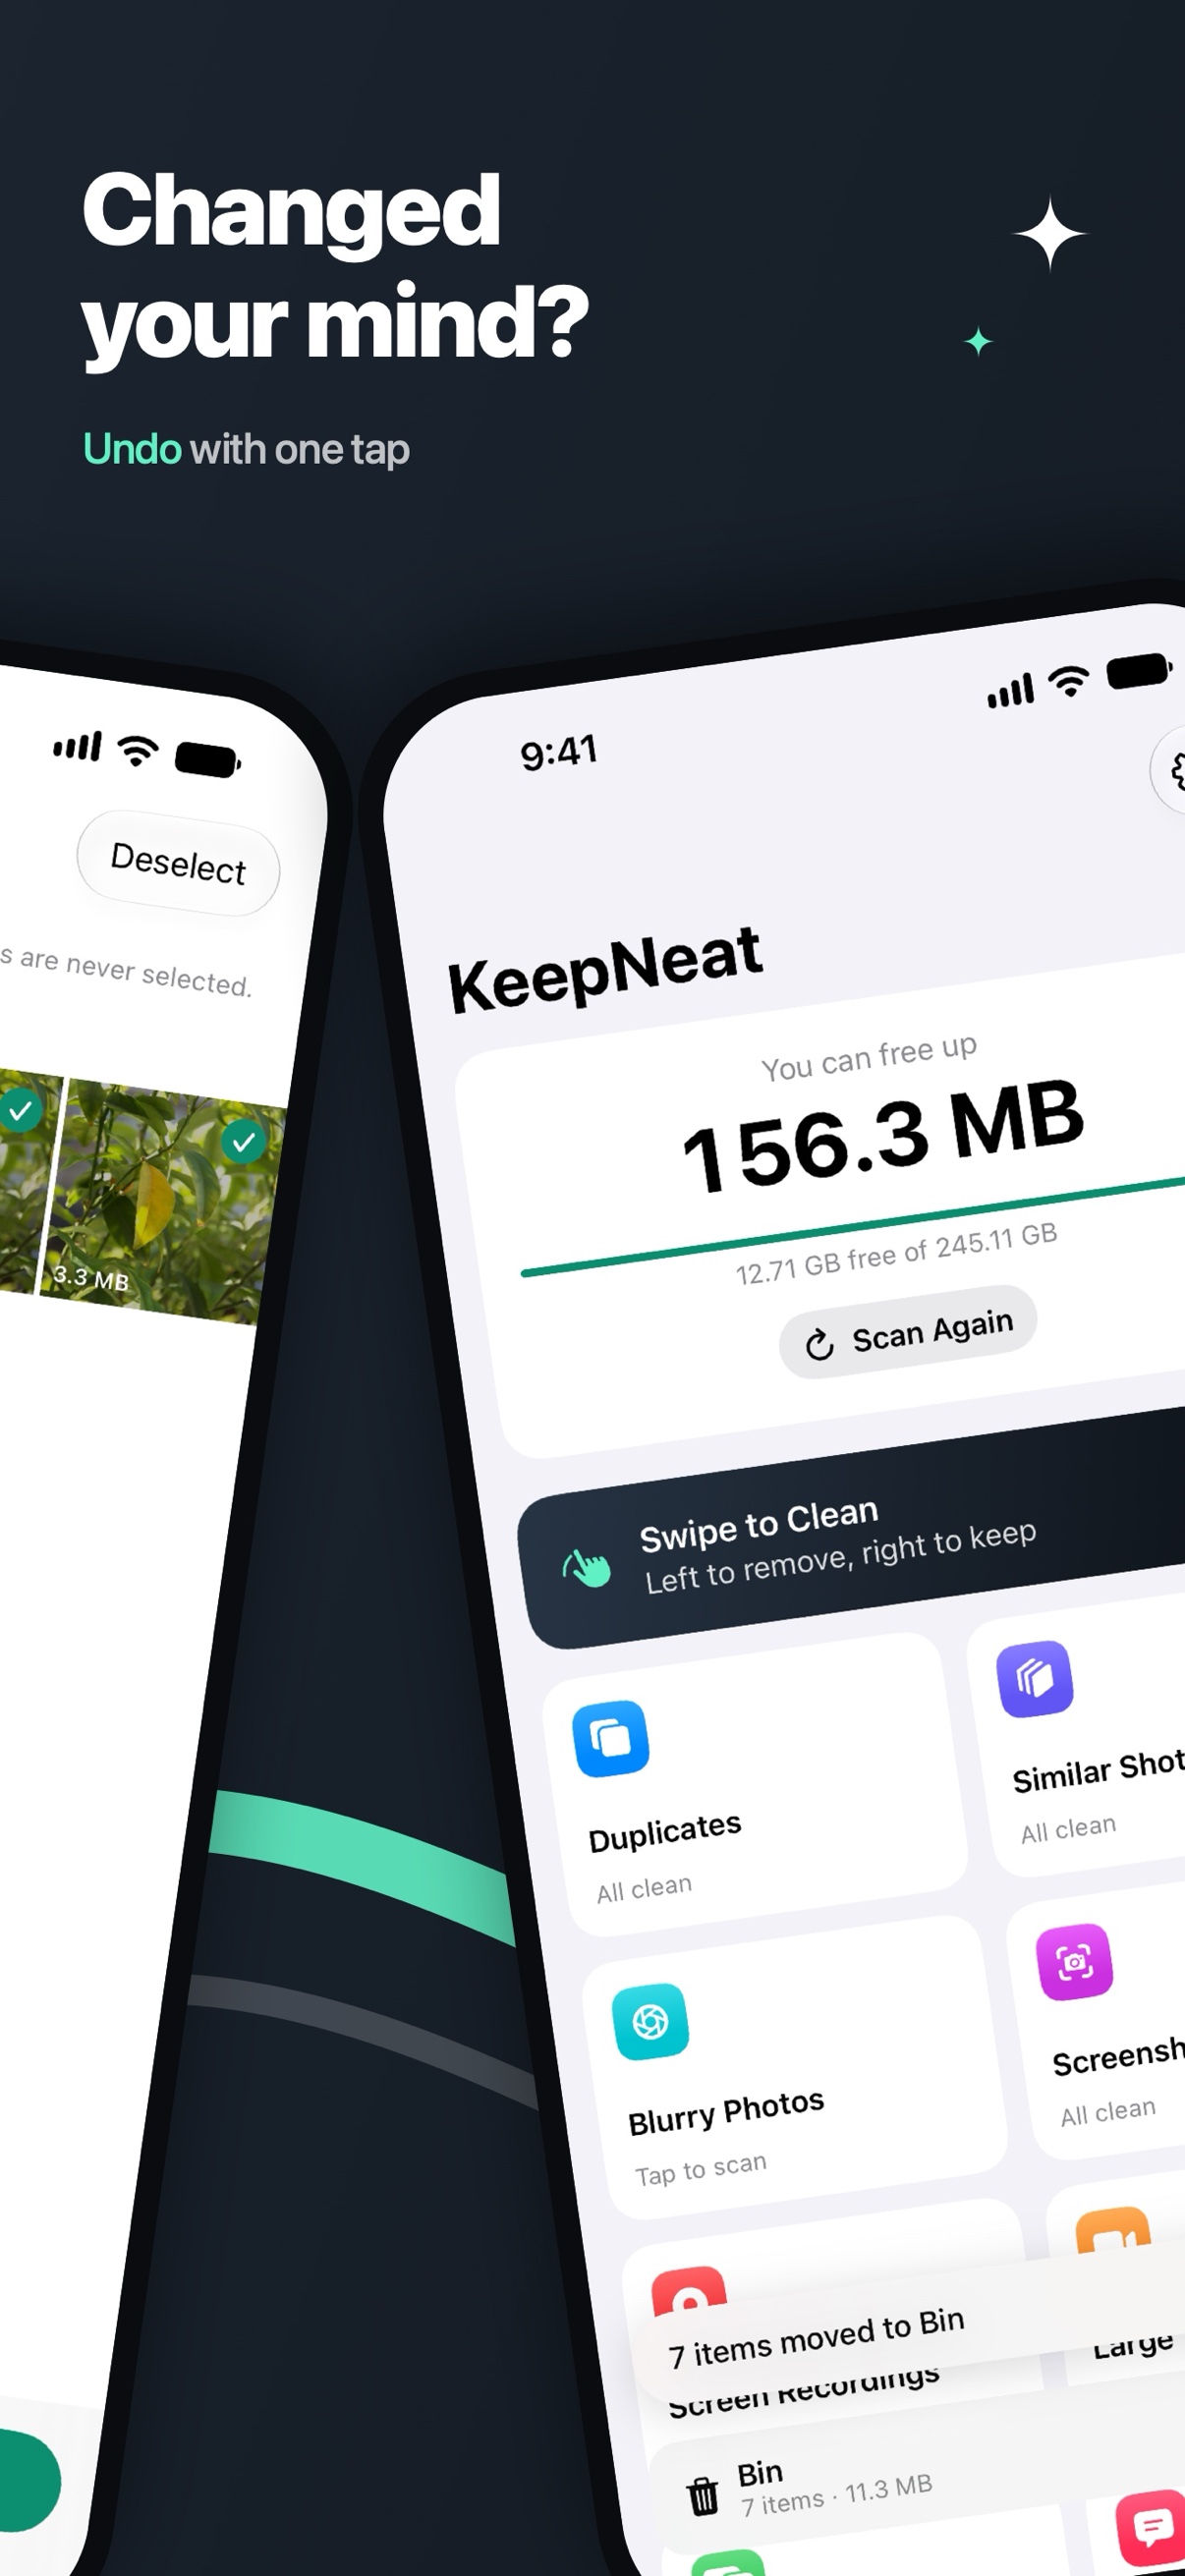 Changed
your mind?
Undo with one tap
Deselect
s are never selected.
3.3 MB
9:41
KeepNeat
You can free up
156.3 MB
12.71 GB free of 245.11 GB
Scan Again
Swipe to Clean
Left to remove, right to keep
Duplicates
All clean
Similar Shot
All clean
Blurry Photos
Tap to scan
Screensh
All clean
7 items moved to Bin
Screen Recordings
Large
Bin
7 items · 11.3 MB